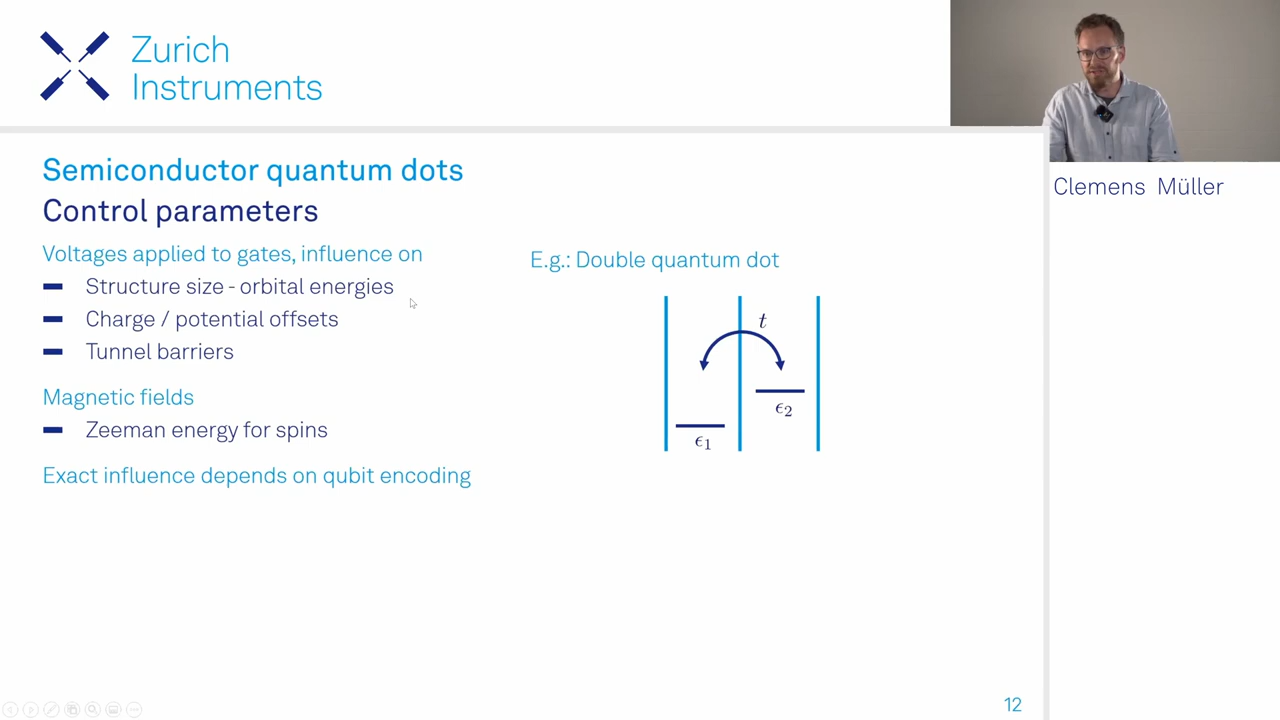 Zurich
Instruments
Clemens Müller
Semiconductor quantum dots
Control parameters
Voltages applied to gates, influence on
Structure size - orbital energies
Charge / potential offsets
Tunnel barriers
Magnetic fields
Zeeman energy for spins
Exact influence depends on qubit encoding
E.g.: Double quantum dot
t
ϵ₂
ϵ₁
12